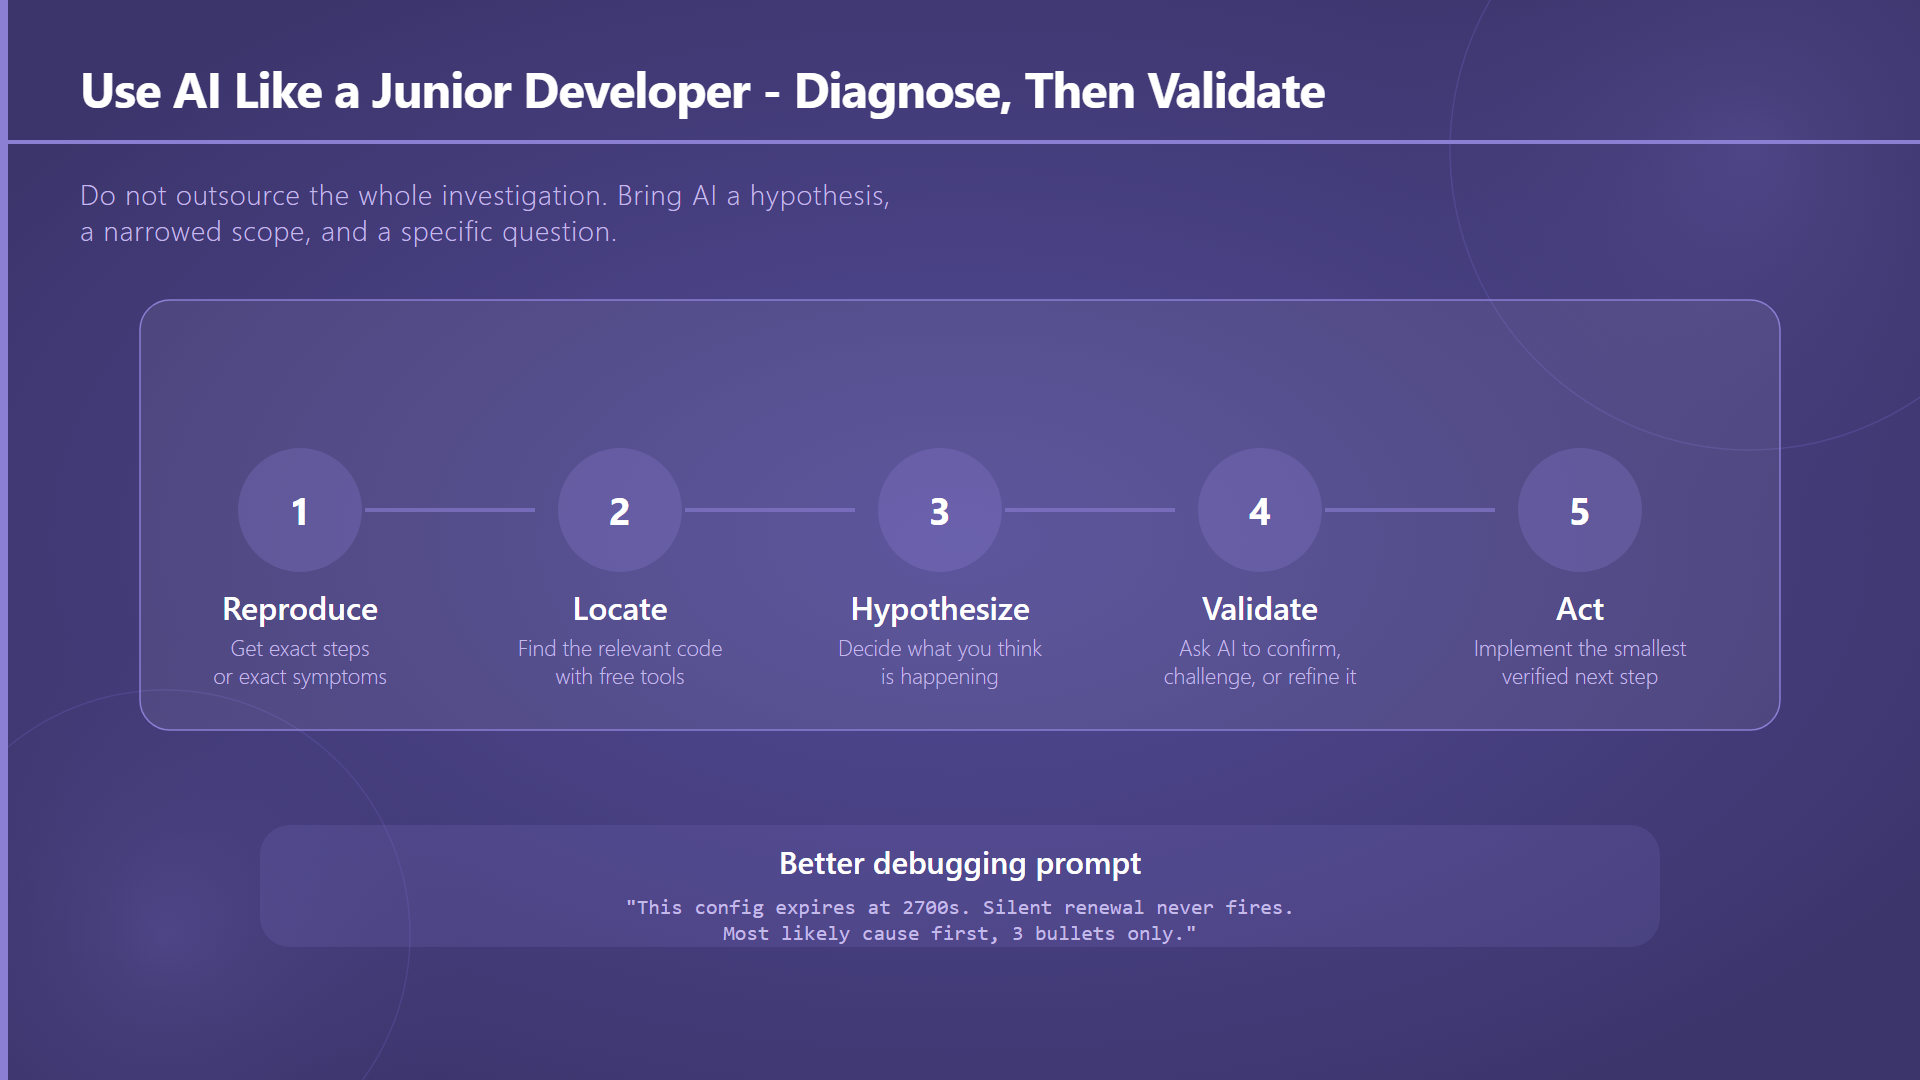 Use AI Like a Junior Developer - Diagnose, Then Validate
Do not outsource the whole investigation. Bring AI a hypothesis,
a narrowed scope, and a specific question.
1
Reproduce
Get exact steps
or exact symptoms
2
Locate
Find the relevant code
with free tools
3
Hypothesize
Decide what you think
is happening
4
Validate
Ask AI to confirm,
challenge, or refine it
5
Act
Implement the smallest
verified next step
Better debugging prompt
"This config expires at 2700s. Silent renewal never fires.
Most likely cause first, 3 bullets only."